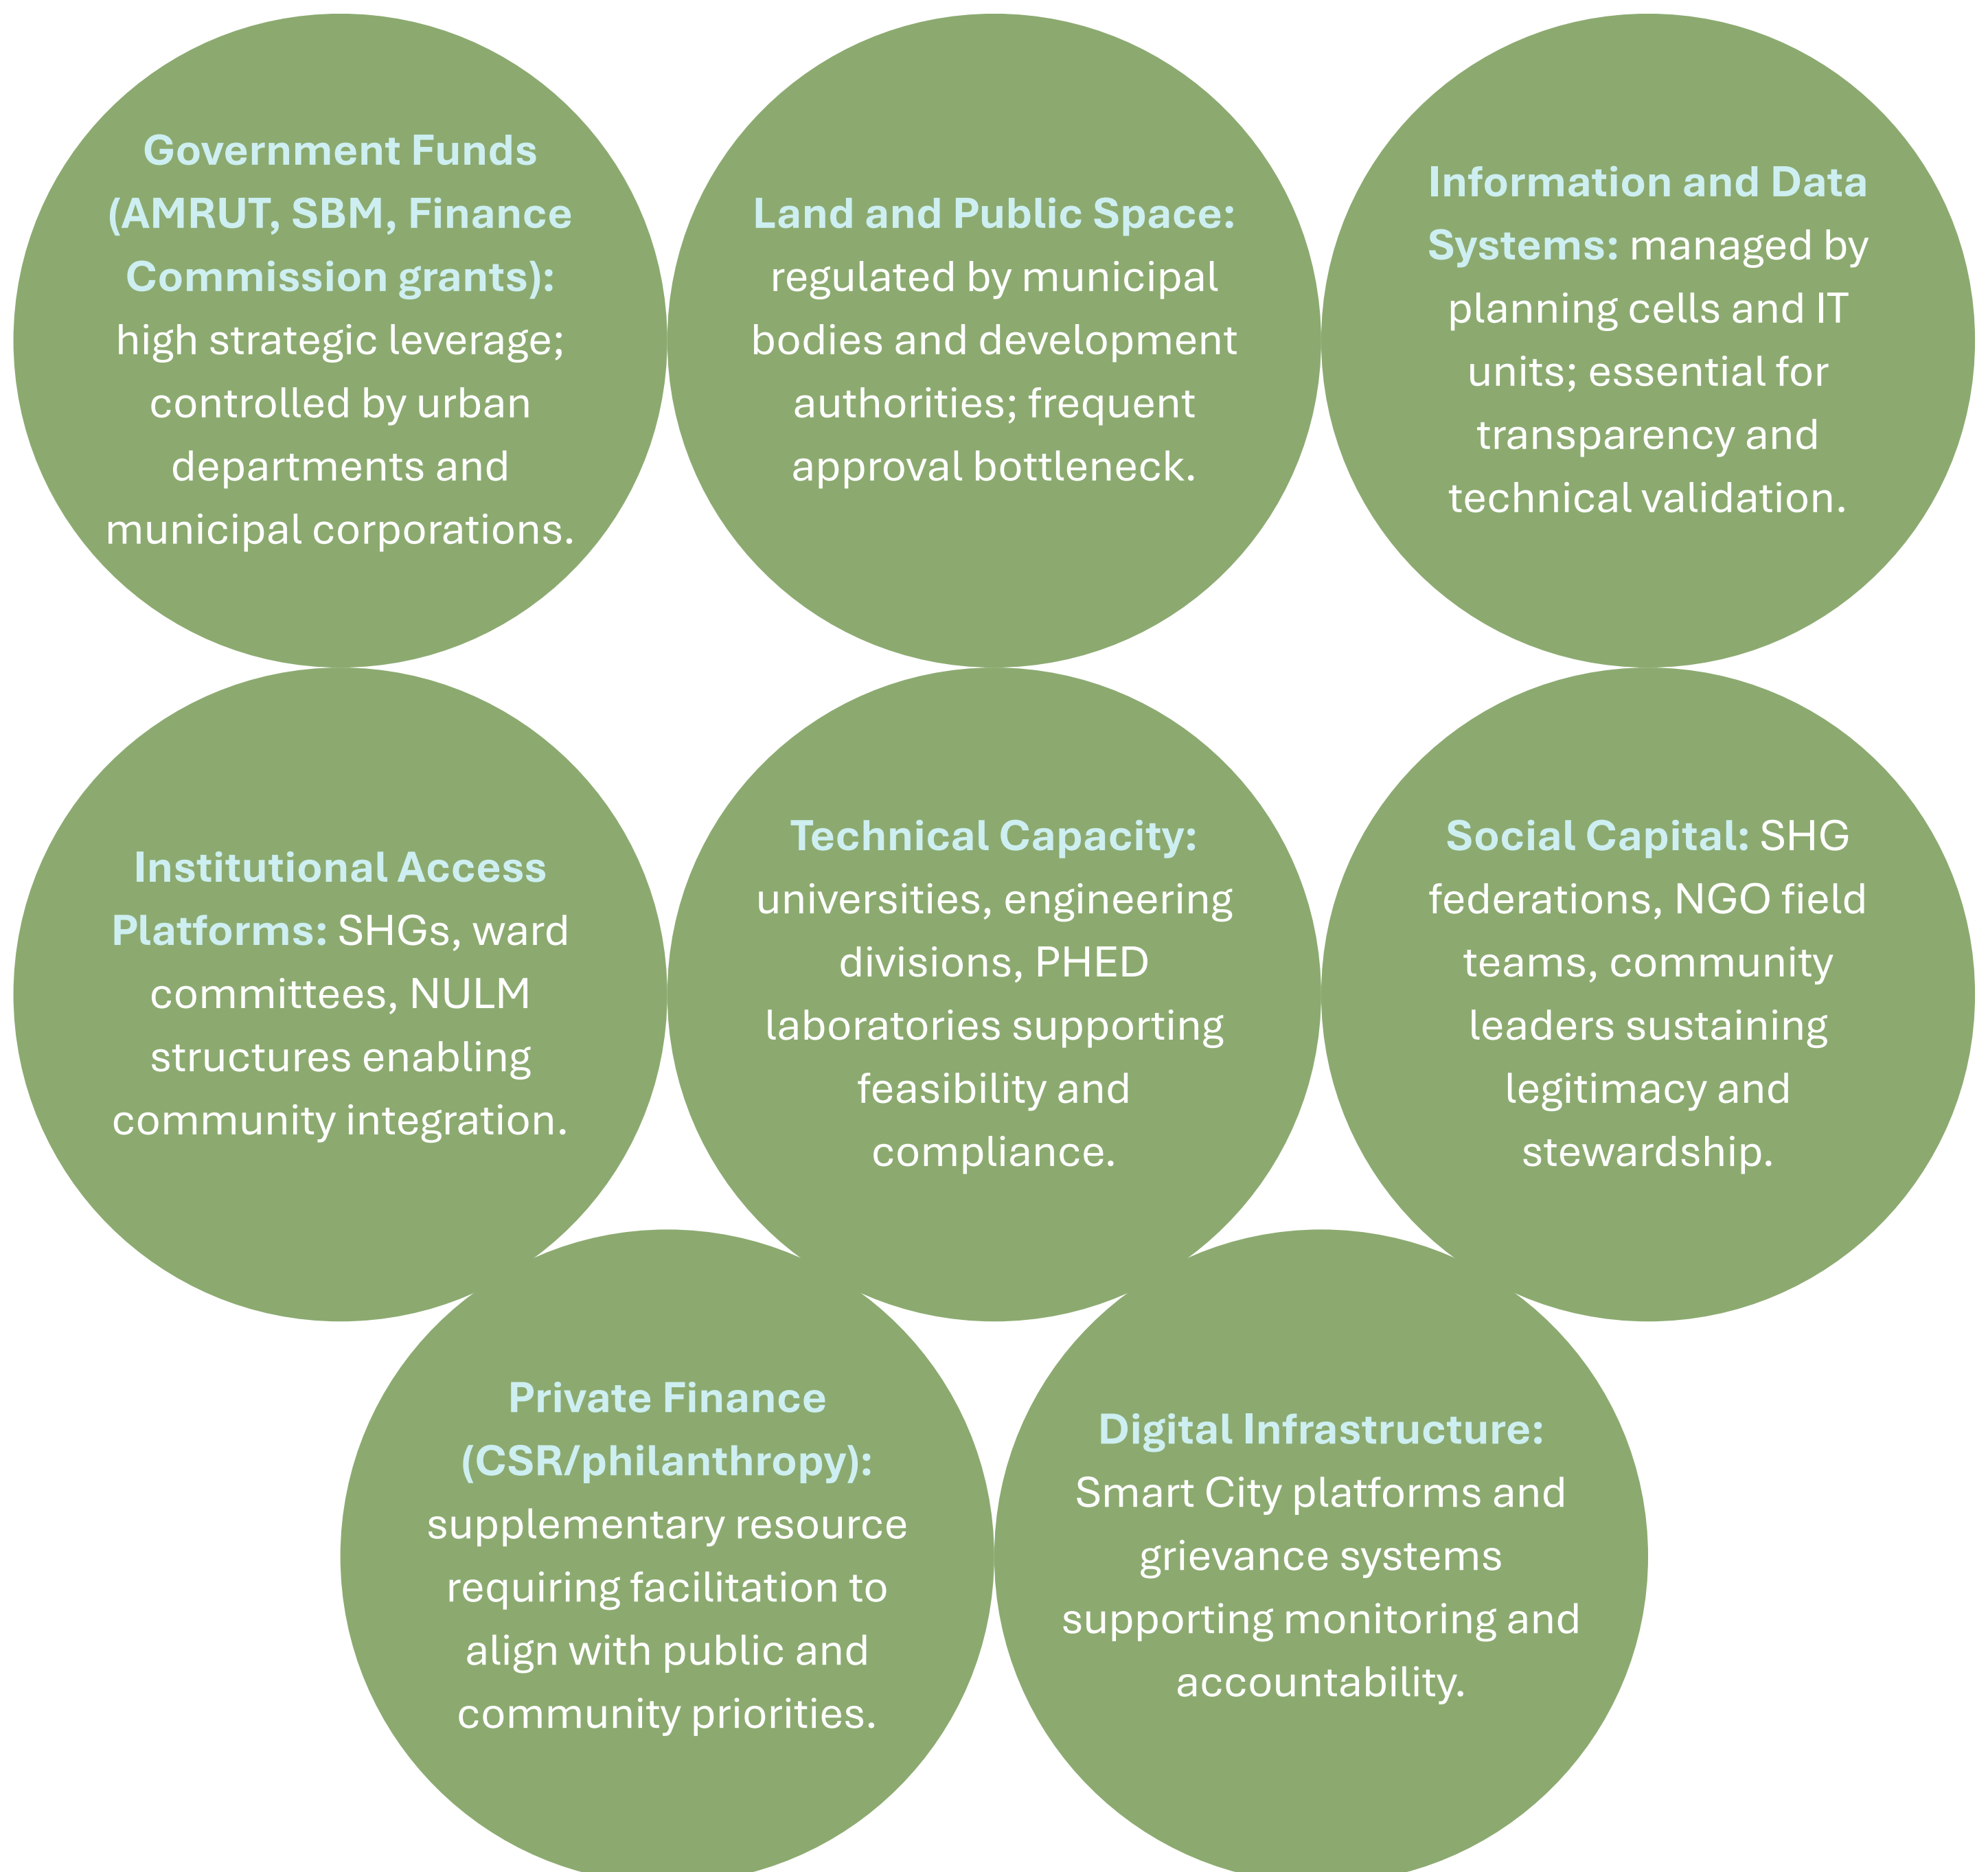 Government Funds
(AMRUT, SBM, Finance
Commission grants):
high strategic leverage;
controlled by urban
departments and
municipal corporations.
Land and Public Space:
regulated by municipal
bodies and development
authorities; frequent
approval bottleneck.
Information and Data
Systems: managed by
planning cells and IT
units; essential for
transparency and
technical validation.
Institutional Access
Platforms: SHGs, ward
committees, NULM
structures enabling
community integration.
Technical Capacity:
universities, engineering
divisions, PHED
laboratories supporting
feasibility and
compliance.
Social Capital: SHG
federations, NGO field
teams, community
leaders sustaining
legitimacy and
stewardship.
Private Finance
(CSR/philanthropy):
supplementary resource
requiring facilitation to
align with public and
community priorities.
Digital Infrastructure:
Smart City platforms and
grievance systems
supporting monitoring and
accountability.